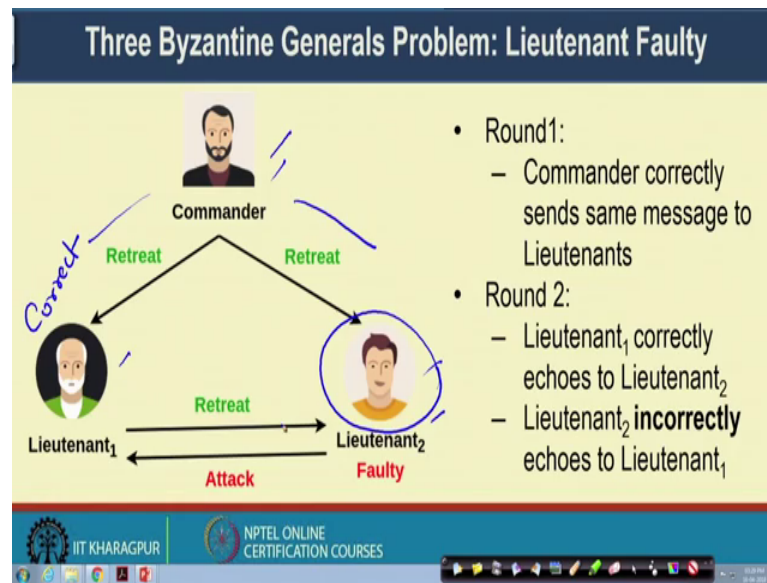 Three Byzantine Generals Problem: Lieutenant Faulty
Commander
Correct
Retreat
Retreat
Lieutenant₁
Retreat
Attack
Lieutenant₂
Faulty
• Round1:
– Commander correctly
sends same message to
Lieutenants
• Round 2:
– Lieutenant₁ correctly
echoes to Lieutenant₂
– Lieutenant₂ incorrectly
echoes to Lieutenant₁
IIT KHARAGPUR
NPTEL ONLINE
CERTIFICATION COURSES